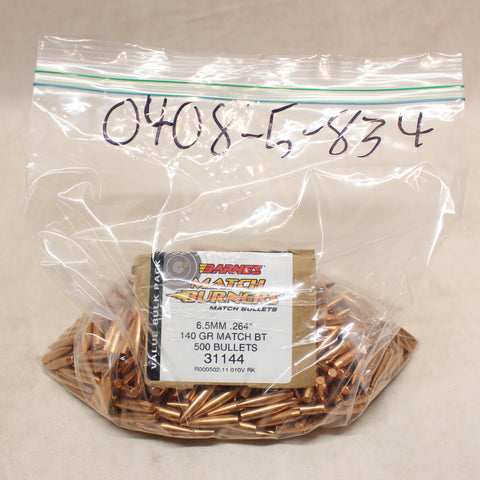 0408-5-834
VALUE BULK PACK
BARNES
MATCH
BURNERS
MATCH BULLETS
6.5MM .264"
140 GR MATCH BT
500 BULLETS
31144
R000502-11 010V RK